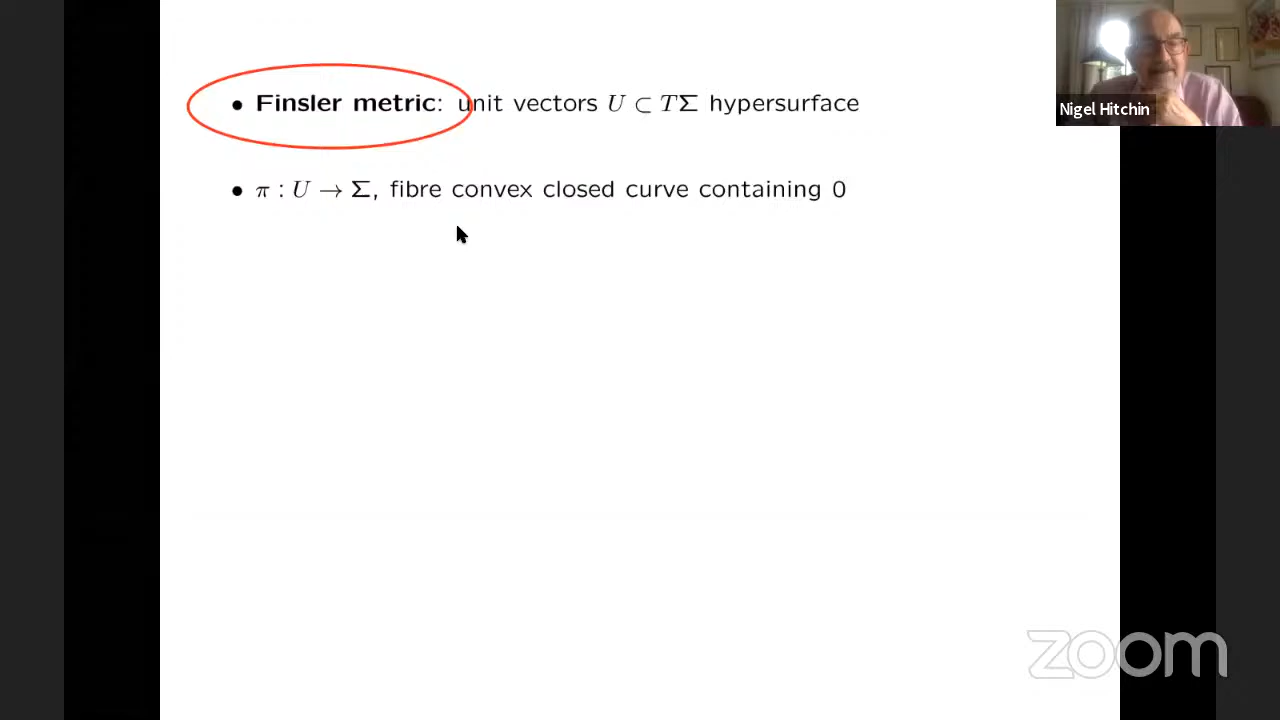 • Finsler metric: unit vectors U ⊂ TΣ hypersurface
• π : U → Σ, fibre convex closed curve containing 0
Nigel Hitchin
zoom